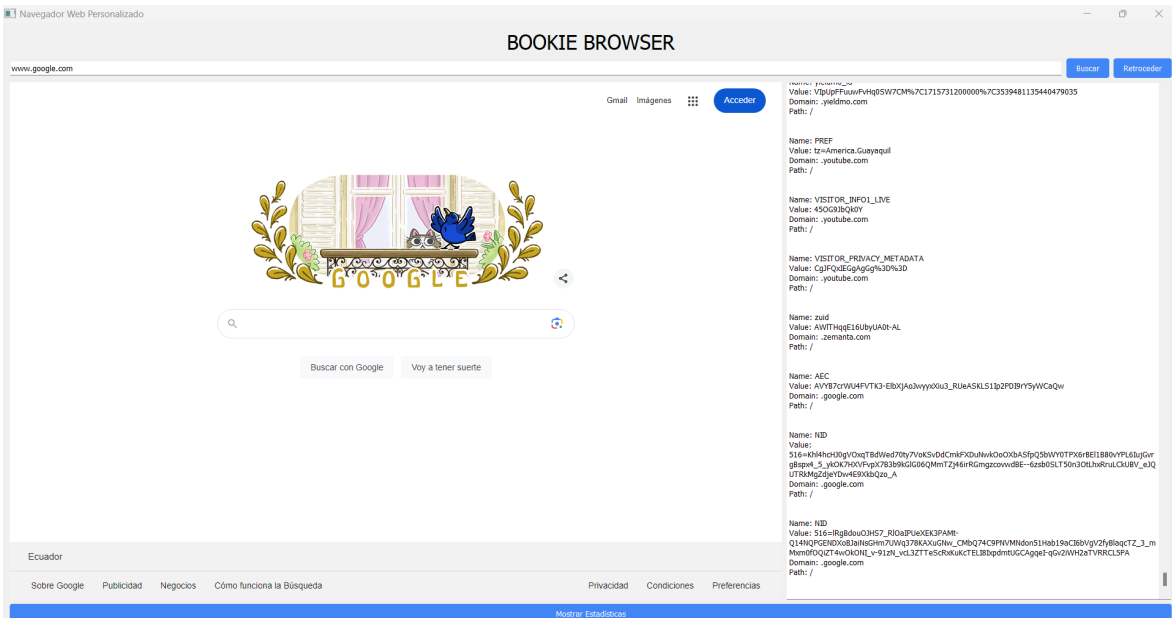 Navegador Web Personalizado
BOOKIE BROWSER
www.google.com
Buscar
Retroceder
Gmail
Imágenes
Acceder
GOOGLE
Buscar con Google
Voy a tener suerte
Ecuador
Sobre Google
Publicidad
Negocios
Cómo funciona la Búsqueda
Privacidad
Condiciones
Preferencias
Value: VIpUpFFuuwFvHq0SW7CM%7C1715731200000%7C3539481135440479035
Domain: .yieldmo.com
Path: /
Name: PREF
Value: tz=America.Guayaquil
Domain: .youtube.com
Path: /
Name: VISITOR_INFO1_LIVE
Value: 45OG9JbQk0Y
Domain: .youtube.com
Path: /
Name: VISITOR_PRIVACY_METADATA
Value: CgJFQxIEGgAgGg%3D%3D
Domain: .youtube.com
Path: /
Name: zuid
Value: AWlTHqqE16UbyUA0t-AL
Domain: .zemanta.com
Path: /
Name: AEC
Value:
Domain: .google.com
Path: /
Name: NID
Value:
Domain: .google.com
Path: /
Name: NID
Value:
Domain: .google.com
Path: /
Mostrar Estadísticas